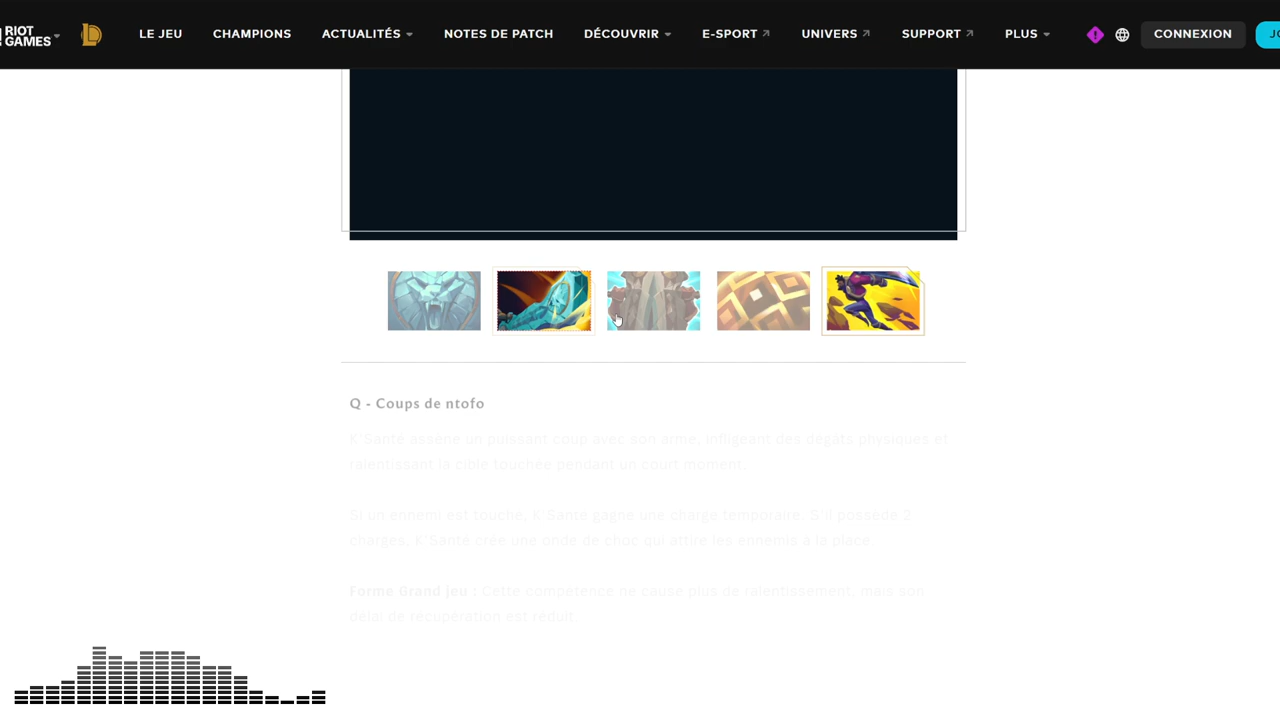 RIOT GAMES
LE JEU
CHAMPIONS
ACTUALITÉS
NOTES DE PATCH
DÉCOUVRIR
E-SPORT
UNIVERS
SUPPORT
PLUS
CONNEXION
JO
Q - Coups de ntofo
K'Santé assène un puissant coup avec son arme, infligeant des dégâts physiques et
ralentissant la cible touchée pendant un court moment.
Si un ennemi est touché, K'Santé gagne une charge temporaire. S'il possède 2
charges, K'Santé crée une onde de choc qui attire les ennemis à la place.
Forme Grand jeu : Cette compétence ne cause plus de ralentissement, mais son
délai de récupération est réduit.